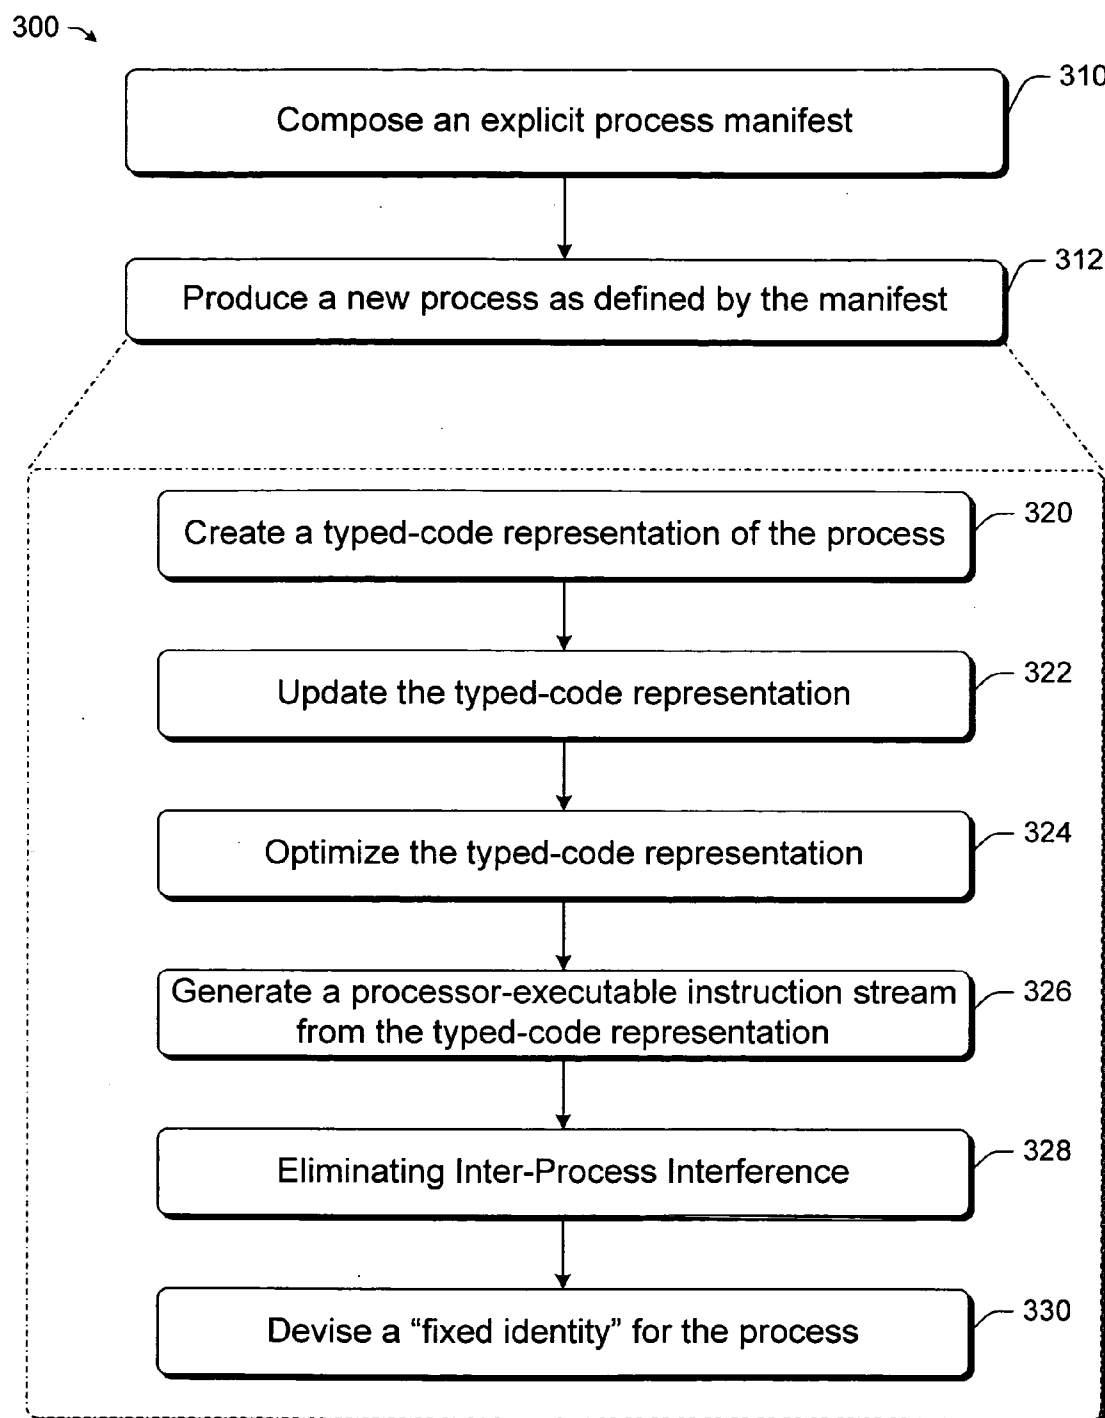 300
310
Compose an explicit process manifest
312
Produce a new process as defined by the manifest
320
Create a typed-code representation of the process
322
Update the typed-code representation
324
Optimize the typed-code representation
326
Generate a processor-executable instruction stream
from the typed-code representation
328
Eliminating Inter-Process Interference
330
Devise a “fixed identity” for the process